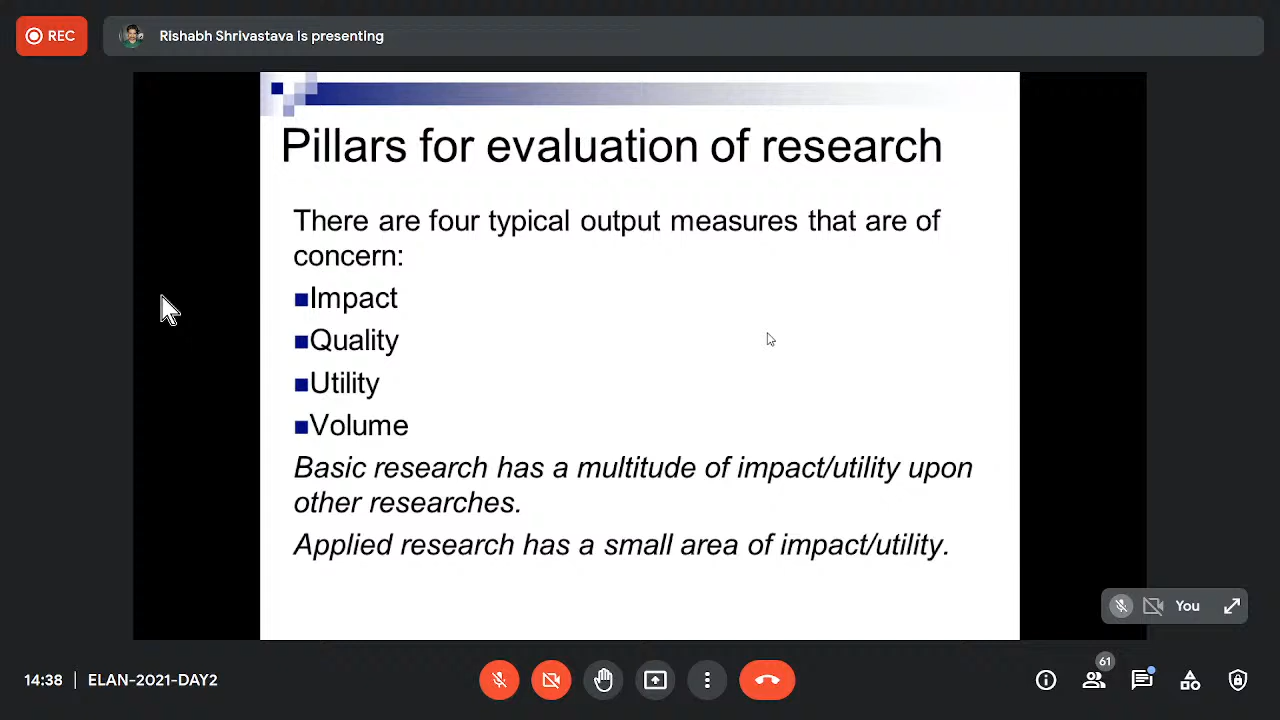 REC
Rishabh Shrivastava is presenting
Pillars for evaluation of research
There are four typical output measures that are of
concern:
Impact
Quality
Utility
Volume
Basic research has a multitude of impact/utility upon
other researches.
Applied research has a small area of impact/utility.
You
61
14:38 | ELAN-2021-DAY2